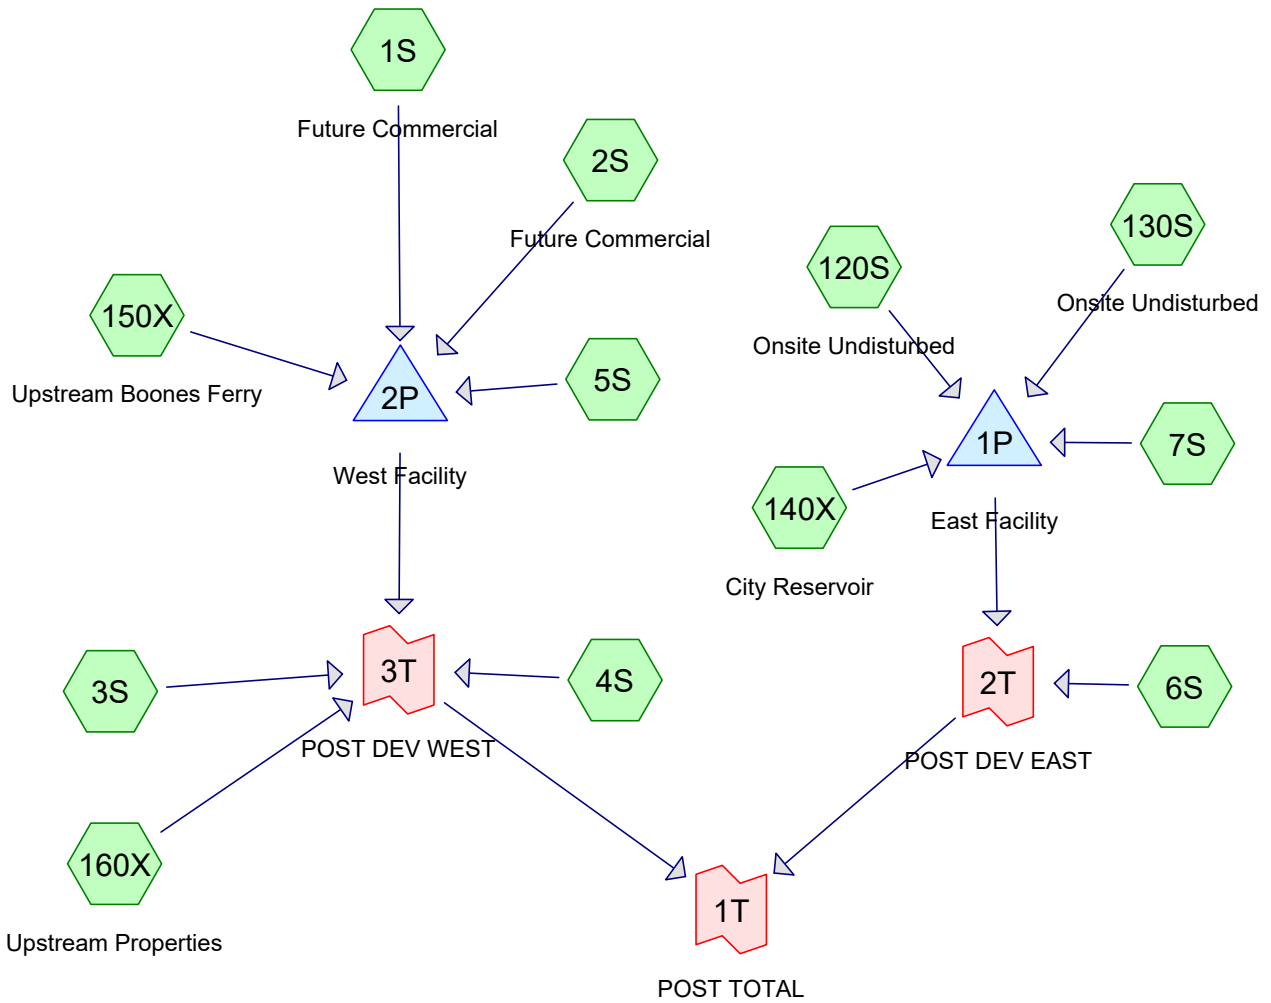 1S
Future Commercial
2S
Future Commercial
130S
120S
Onsite Undisturbed
Onsite Undisturbed
150X
Upstream Boones Ferry
2P
5S
West Facility
1P
7S
140X
East Facility
City Reservoir
3S
3T
4S
POST DEV WEST
2T
6S
POST DEV EAST
160X
Upstream Properties
1T
POST TOTAL